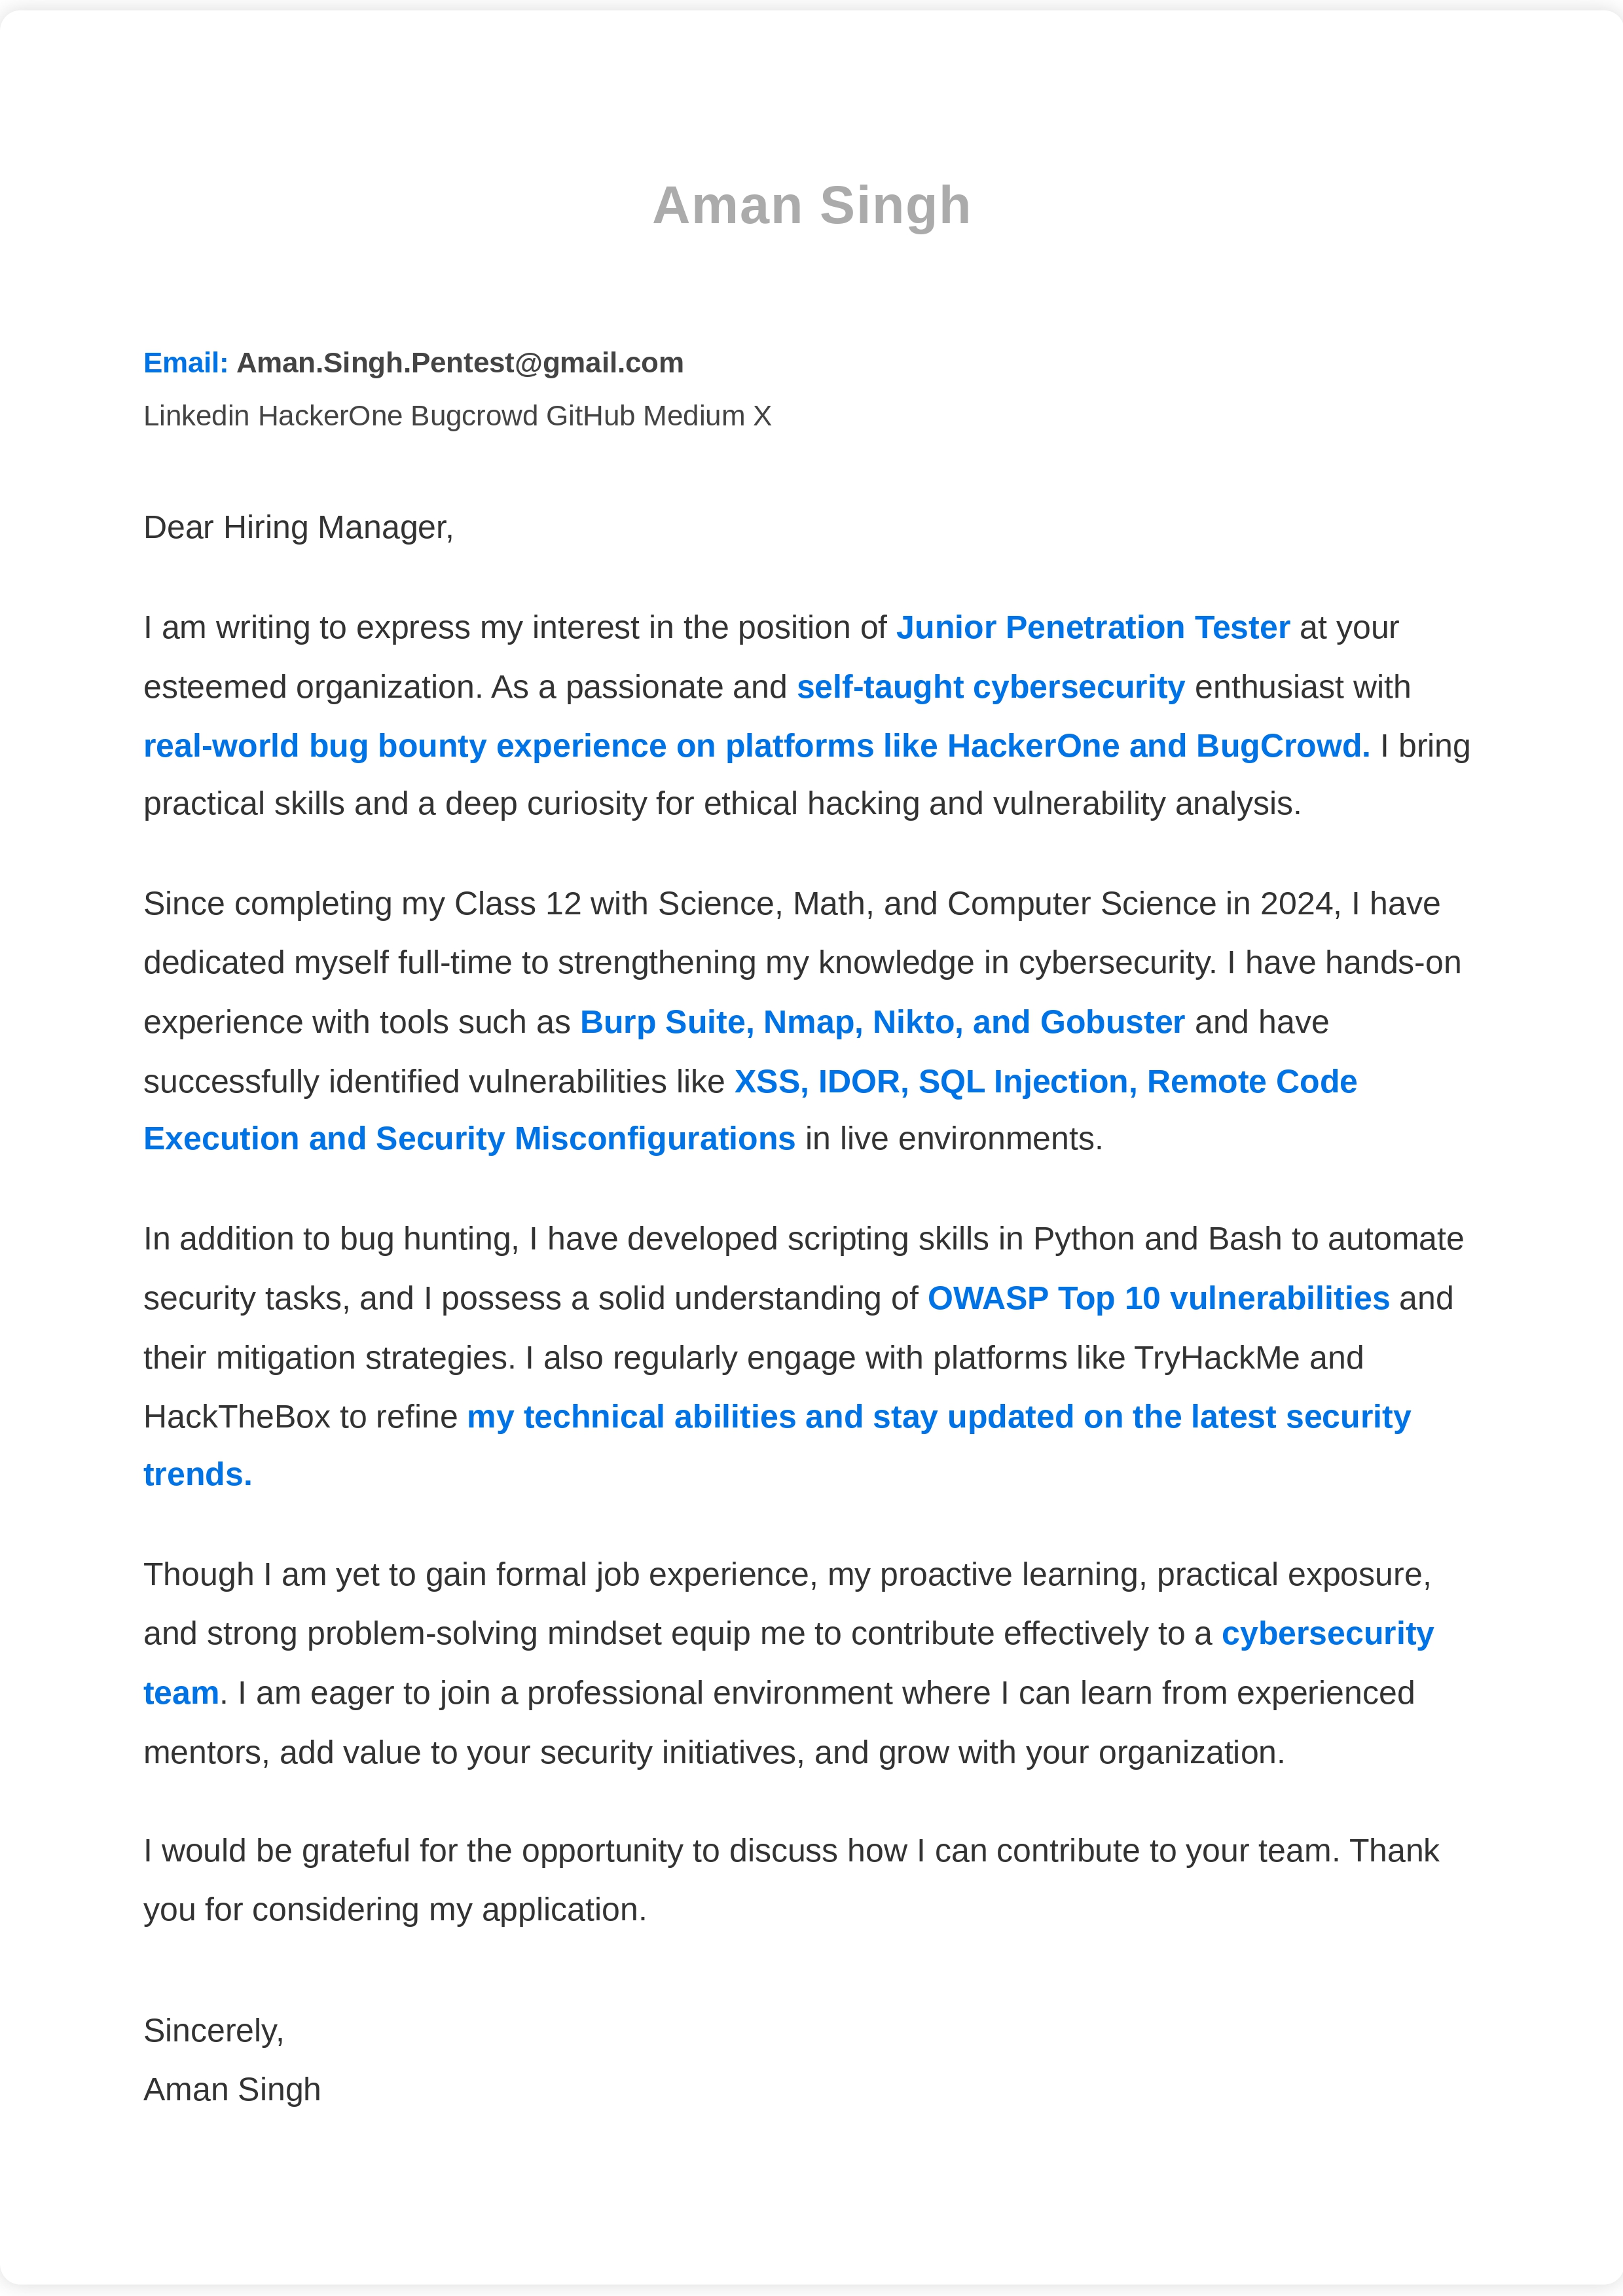 Aman Singh
Email: Aman.Singh.Pentest@gmail.com
Linkedin HackerOne Bugcrowd GitHub Medium X
Dear Hiring Manager,
I am writing to express my interest in the position of Junior Penetration Tester at your
esteemed organization. As a passionate and self-taught cybersecurity enthusiast with
real-world bug bounty experience on platforms like HackerOne and BugCrowd. I bring
practical skills and a deep curiosity for ethical hacking and vulnerability analysis.
Since completing my Class 12 with Science, Math, and Computer Science in 2024, I have
dedicated myself full-time to strengthening my knowledge in cybersecurity. I have hands-on
experience with tools such as Burp Suite, Nmap, Nikto, and Gobuster and have
successfully identified vulnerabilities like XSS, IDOR, SQL Injection, Remote Code
Execution and Security Misconfigurations in live environments.
In addition to bug hunting, I have developed scripting skills in Python and Bash to automate
security tasks, and I possess a solid understanding of OWASP Top 10 vulnerabilities and
their mitigation strategies. I also regularly engage with platforms like TryHackMe and
HackTheBox to refine my technical abilities and stay updated on the latest security
trends.
Though I am yet to gain formal job experience, my proactive learning, practical exposure,
and strong problem-solving mindset equip me to contribute effectively to a cybersecurity
team. I am eager to join a professional environment where I can learn from experienced
mentors, add value to your security initiatives, and grow with your organization.
I would be grateful for the opportunity to discuss how I can contribute to your team. Thank
you for considering my application.
Sincerely,
Aman Singh